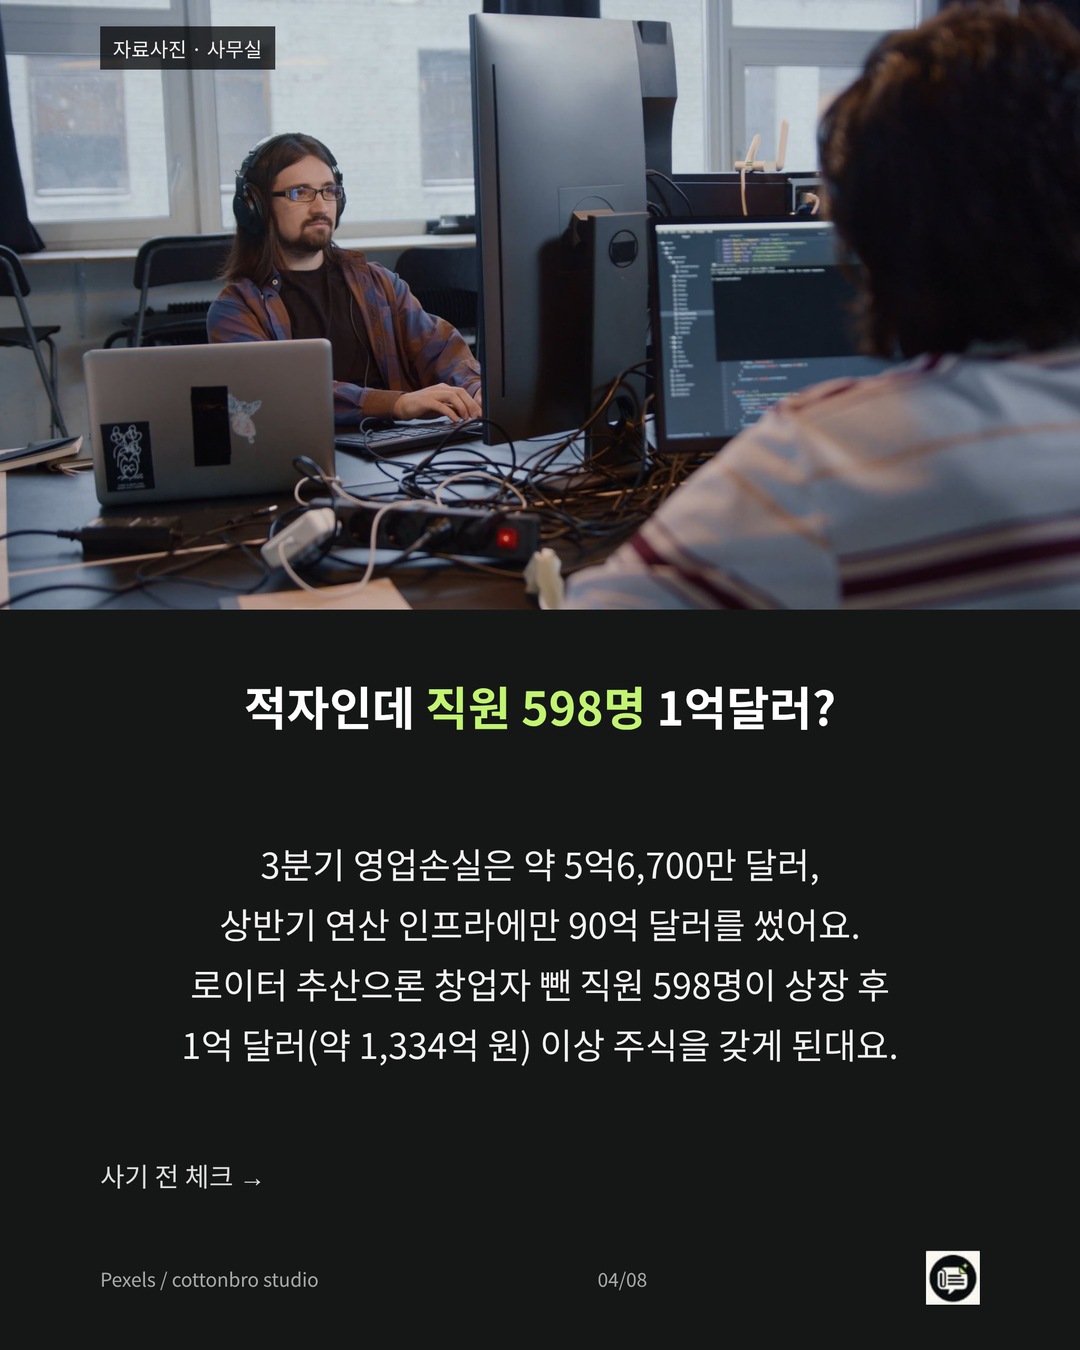 자료사진 · 사무실
적자인데 직원 598명 1억달러?
3분기 영업손실은 약 5억6,700만 달러,
상반기 연산 인프라에만 90억 달러를 썼어요.
로이터 추산으론 창업자 뺀 직원 598명이 상장 후
1억 달러(약 1,334억 원) 이상 주식을 갖게 된대요.
사기 전 체크 →
Pexels / cottonbro studio
04/08